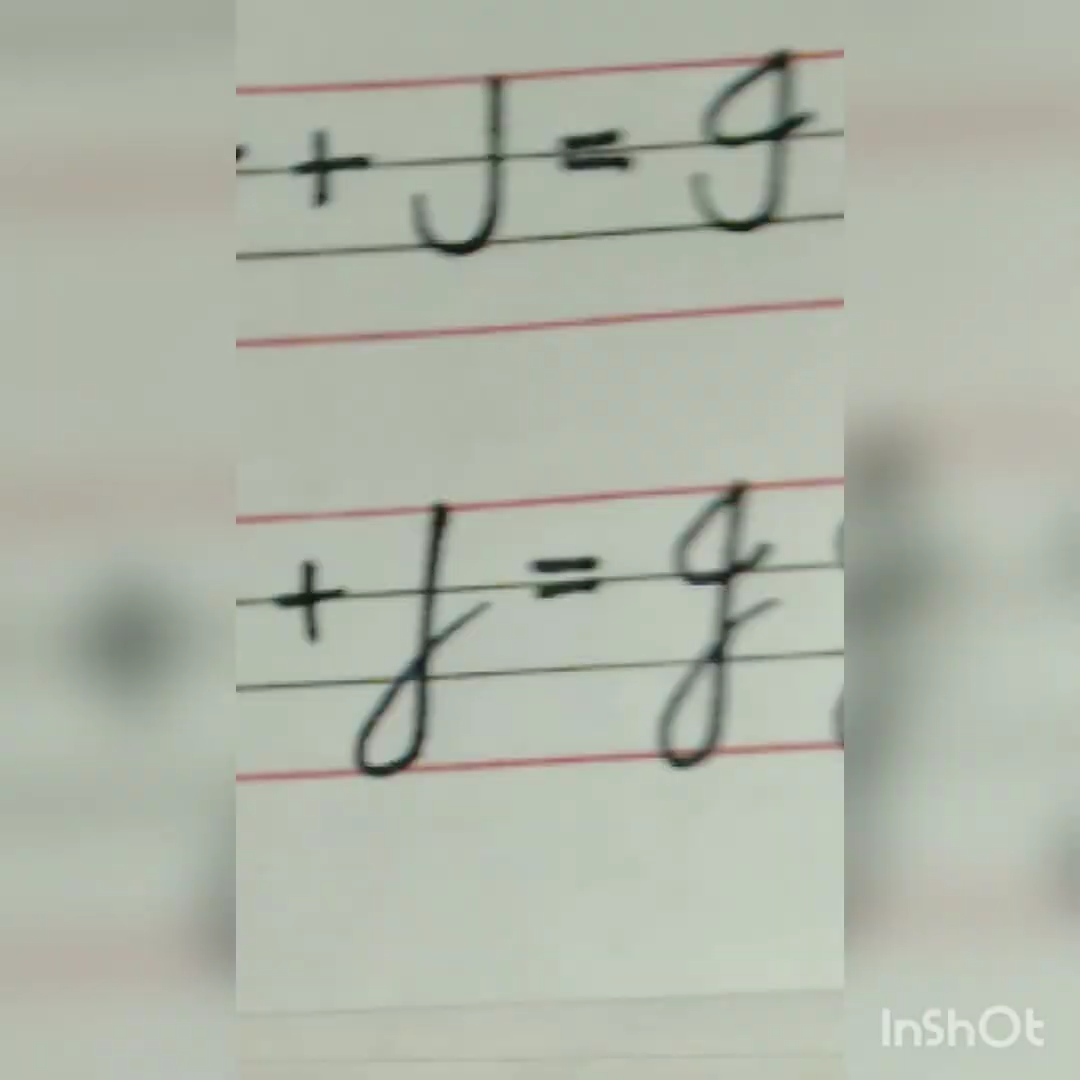 + J = g
+ j = g
InShOt